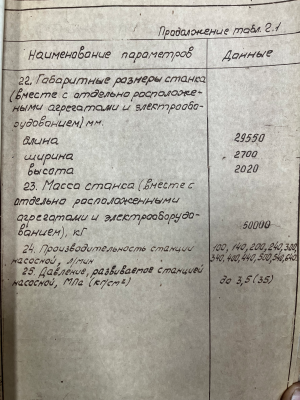 Продолжение табл. 2.1
Наименование параметров Данные
22. Габаритные размеры станка
(вместе с отдельно расположе-
ными агрегатами и электрообо-
рудованием) мм.
длина 29550
ширина 2700
высота 2020
23. Масса станка (вместе с
отдельно расположенными
агрегатами и электрооборудо-
ванием), кГ 50000
24. Производительность станции 100, 140, 200, 240, 300,
насосной, л/мин 340, 400, 440, 500, 540, 640.
25. Давление, развиваемое станцией
насосной, МПа (кг/см²) до 3,5 (35)